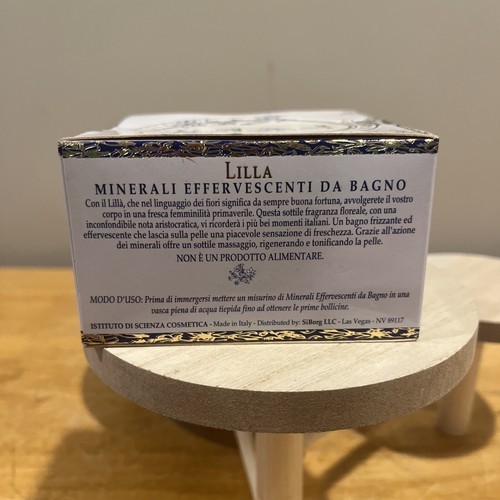 LILLA
MINERALI EFFERVESCENTI DA BAGNO
Con il Lillà, che nel linguaggio dei fiori significa da sempre buona fortuna, avvolgerete il vostro
corpo in una fresca femminilità primaverile. Questa sottile fragranza floreale, con una
inconfondibile nota aristocratica, vi ricorderà i più bei momenti italiani. Un bagno frizzante ed
effervescente che lascia sulla pelle una piacevole sensazione di freschezza. Grazie all'azione
dei minerali offre un sottile massaggio, rigenerando e tonificando la pelle.
NON È UN PRODOTTO ALIMENTARE.
MODO D'USO: Prima di immergersi mettere un misurino di Minerali Effervescenti da Bagno in una
vasca piena di acqua tiepida fino ad ottenere le prime bollicine.
ISTITUTO DI SCIENZA COSMETICA - Made in Italy - Distributed by: SiBorg LLC - Las Vegas - NV 89117